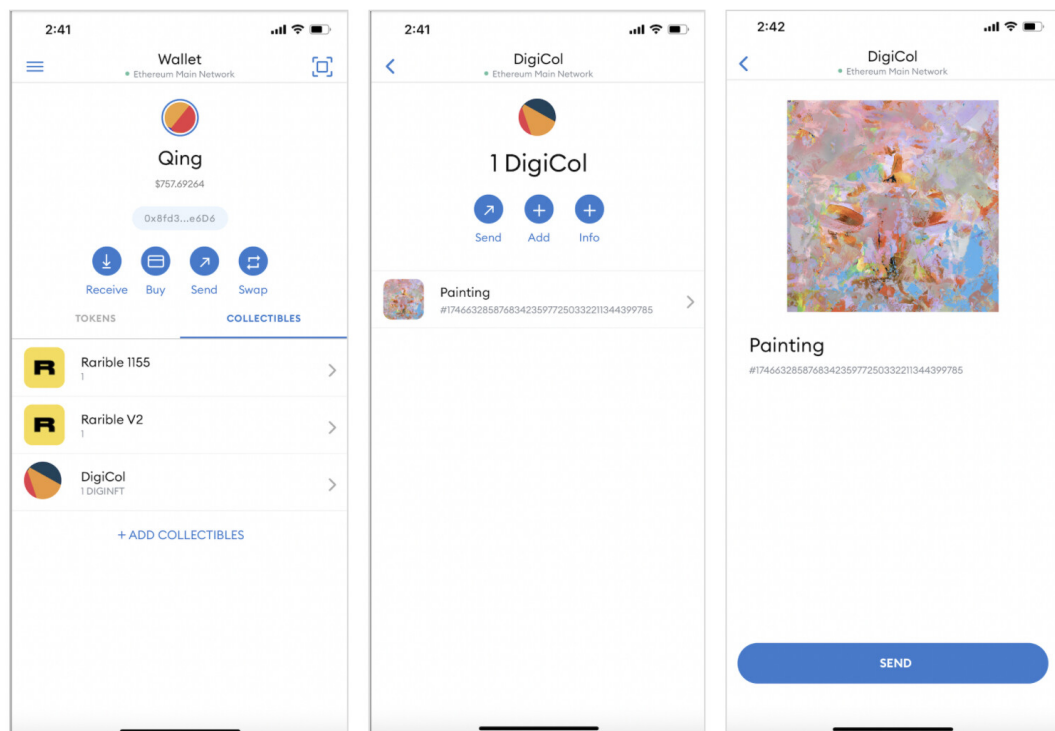 2:41
Wallet
Ethereum Main Network
Qing
$757.69264
0x8fd3...e6D6
Receive Buy Send Swap
TOKENS COLLECTIBLES
R
Rarible 1155
1
R
Rarible V2
1
DigiCol
1 DIGINFT
+ ADD COLLECTIBLES
2:41
DigiCol
Ethereum Main Network
1 DigiCol
Send Add Info
Painting
#174663285876834235977250332211344399785
2:42
DigiCol
Ethereum Main Network
Painting
#174663285876834235977250332211344399785
SEND